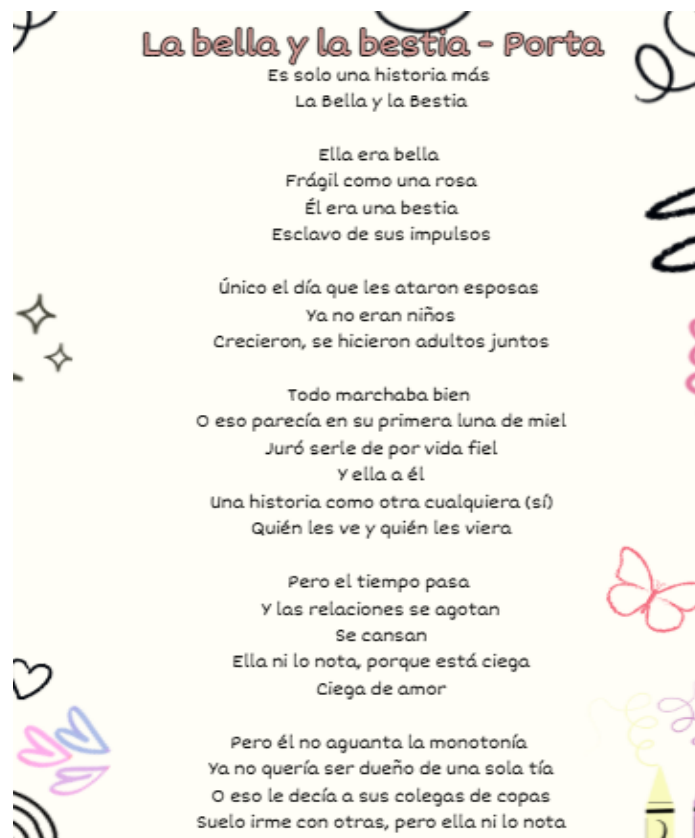 La bella y la bestia - Porta
Es solo una historia más
La Bella y la Bestia
Ella era bella
Frágil como una rosa
Él era una bestia
Esclavo de sus impulsos
Único el día que les ataron esposas
Ya no eran niños
Crecieron, se hicieron adultos juntos
Todo marchaba bien
O eso parecía en su primera luna de miel
Juró serle de por vida fiel
Y ella a él
Una historia como otra cualquiera (sí)
Quién les ve y quién les viera
Pero el tiempo pasa
Y las relaciones se agotan
Se cansan
Ella ni lo nota, porque está ciega
Ciega de amor
Pero él no aguanta la monotonía
Ya no quería ser dueño de una sola tía
O eso le decía a sus colegas de copas
Suelo irme con otras, pero ella ni lo nota